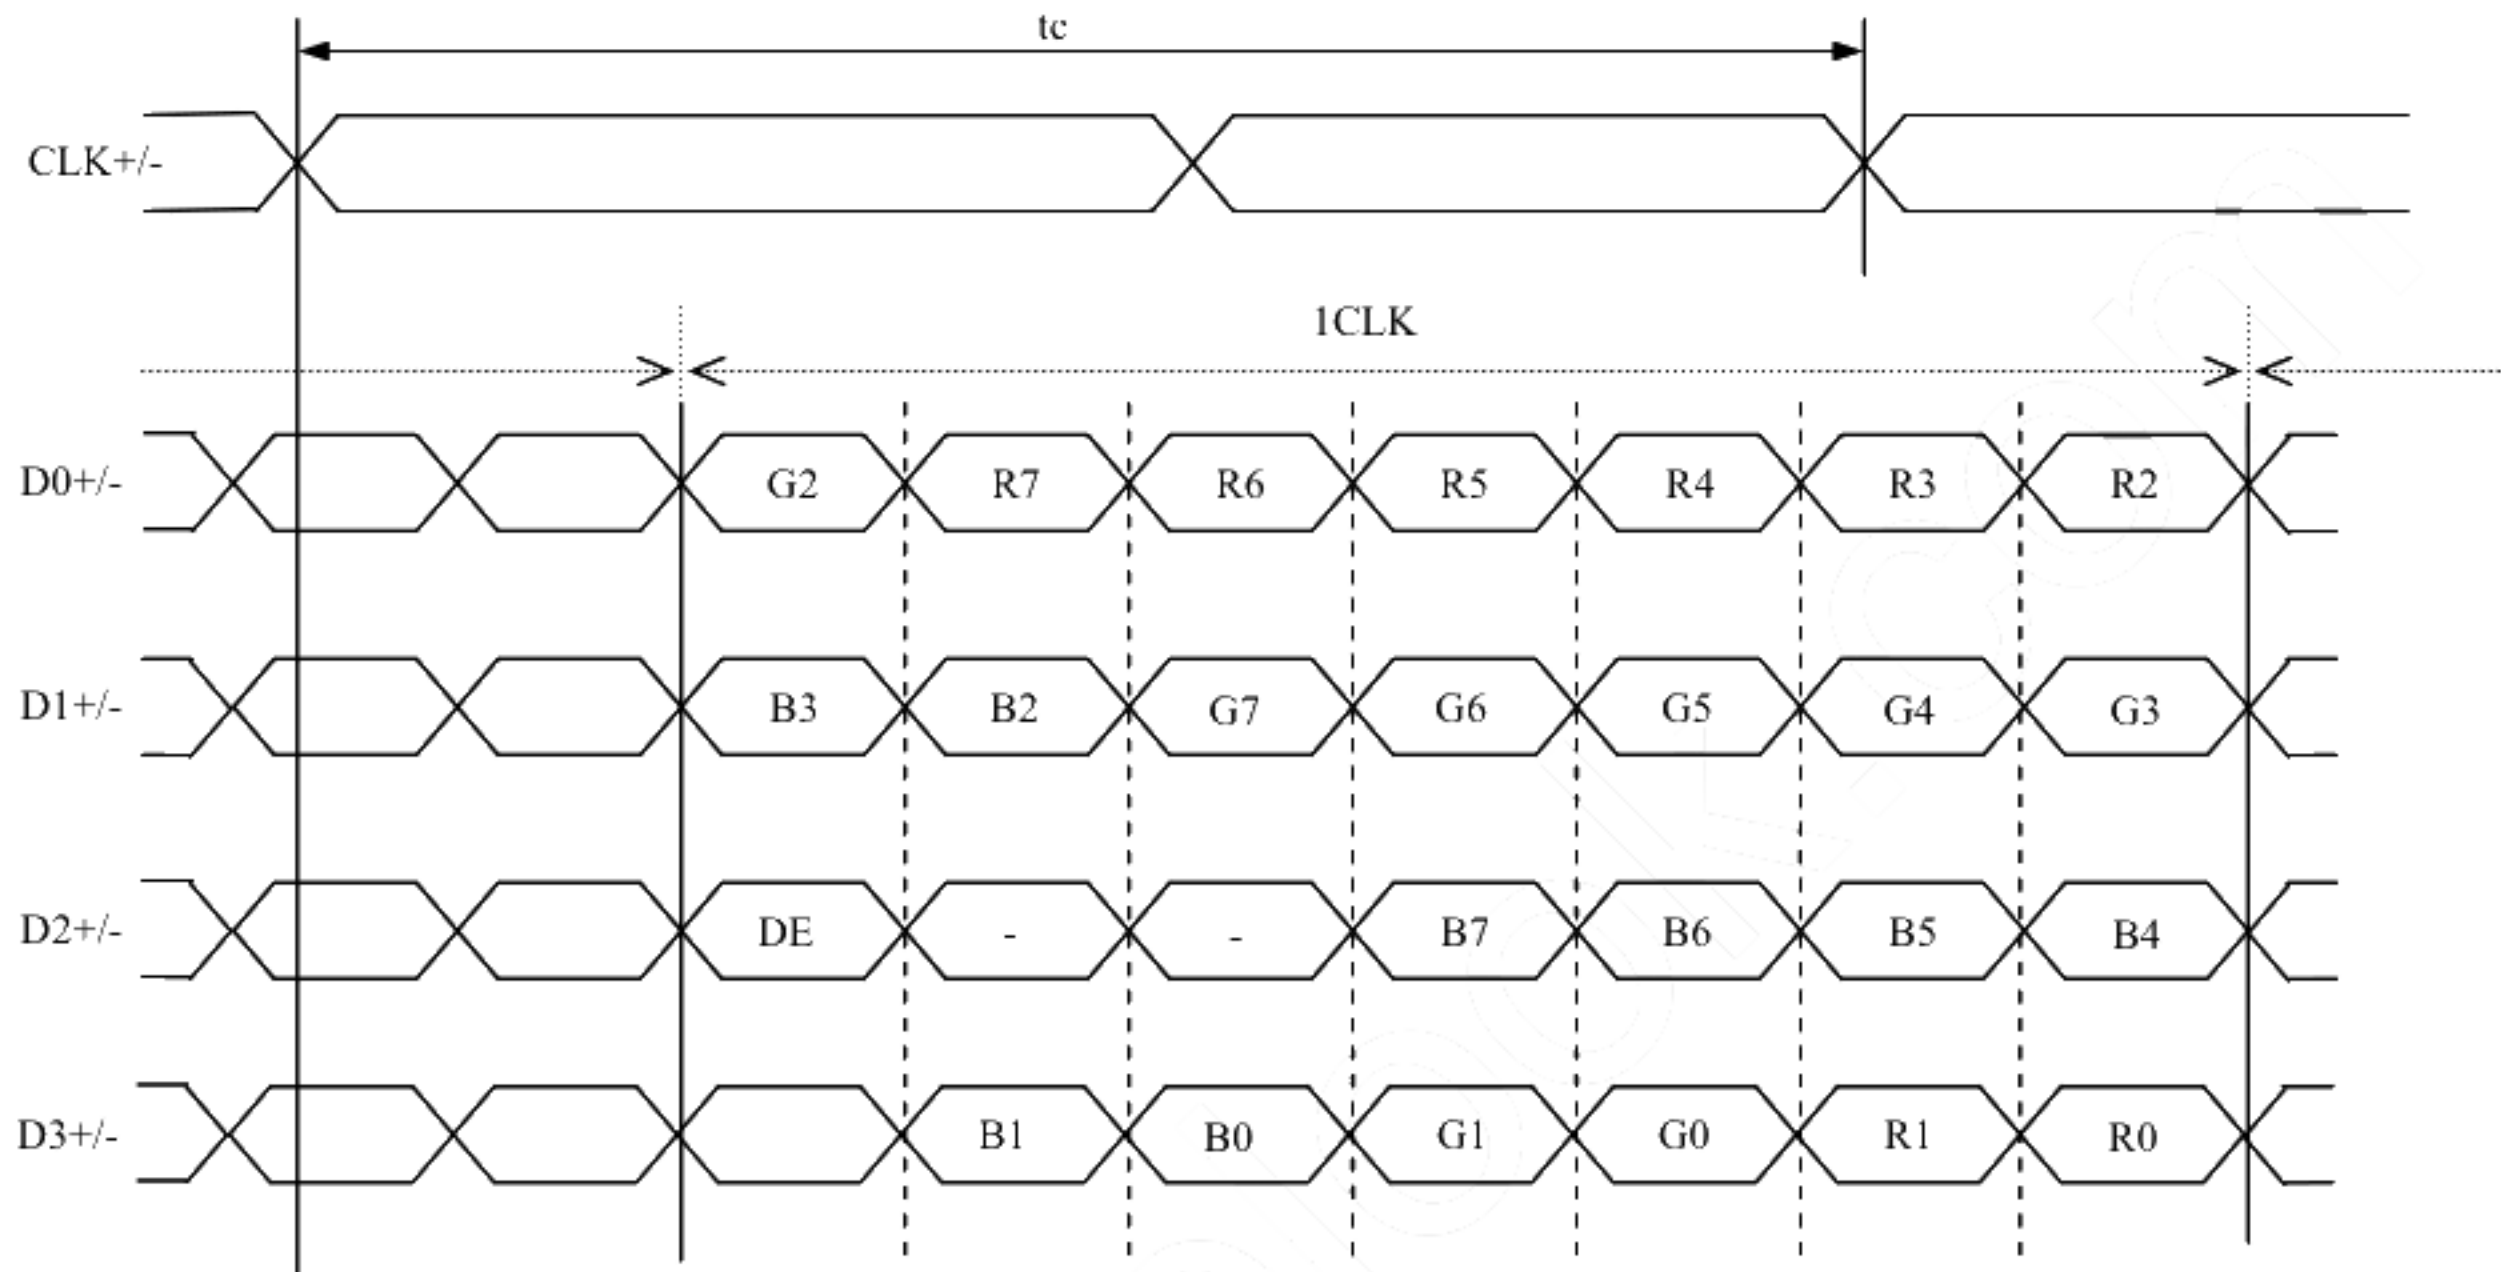 tc
CLK+/-
1CLK
D0+/- G2 R7 R6 R5 R4 R3 R2
D1+/- B3 B2 G7 G6 G5 G4 G3
D2+/- DE - - B7 B6 B5 B4
D3+/- B1 B0 G1 G0 R1 R0